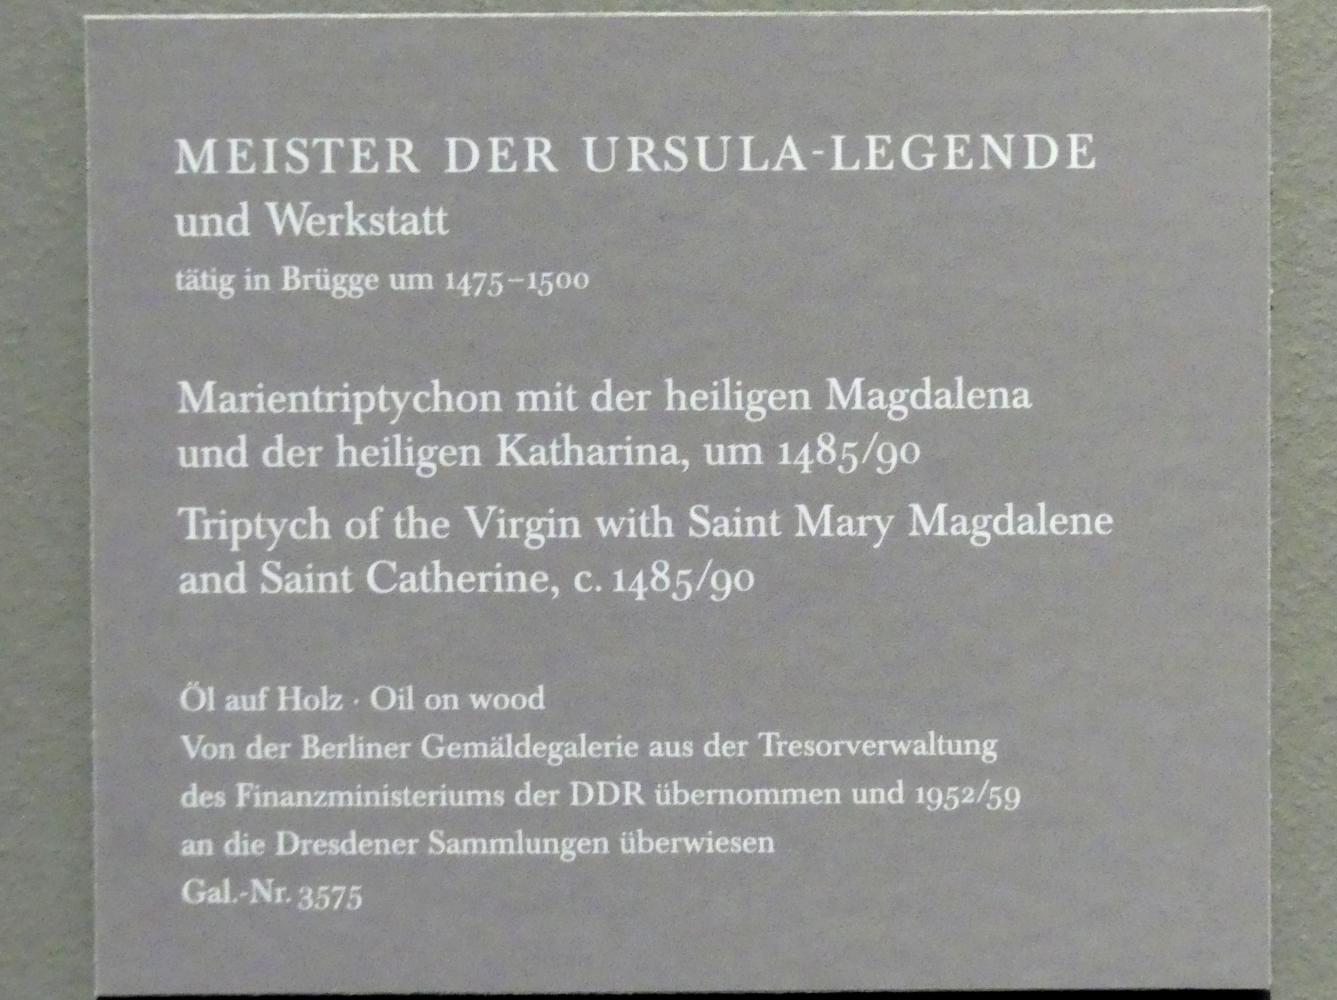 MEISTER DER URSULA-LEGENDE
und Werkstatt
tätig in Brügge um 1475–1500
Marientriptychon mit der heiligen Magdalena
und der heiligen Katharina, um 1485/90
Triptych of the Virgin with Saint Mary Magdalene
and Saint Catherine, c. 1485/90
Öl auf Holz · Oil on wood
Von der Berliner Gemäldegalerie aus der Tresorverwaltung
des Finanzministeriums der DDR übernommen und 1952/59
an die Dresdener Sammlungen überwiesen
Gal.-Nr. 3575